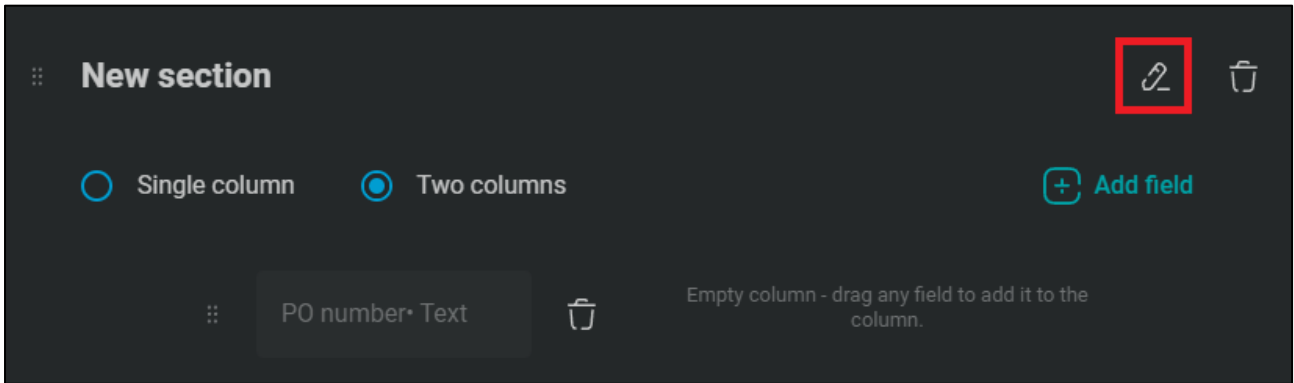 New section
Single column
Two columns
Add field
PO number• Text
Empty column - drag any field to add it to the
column.